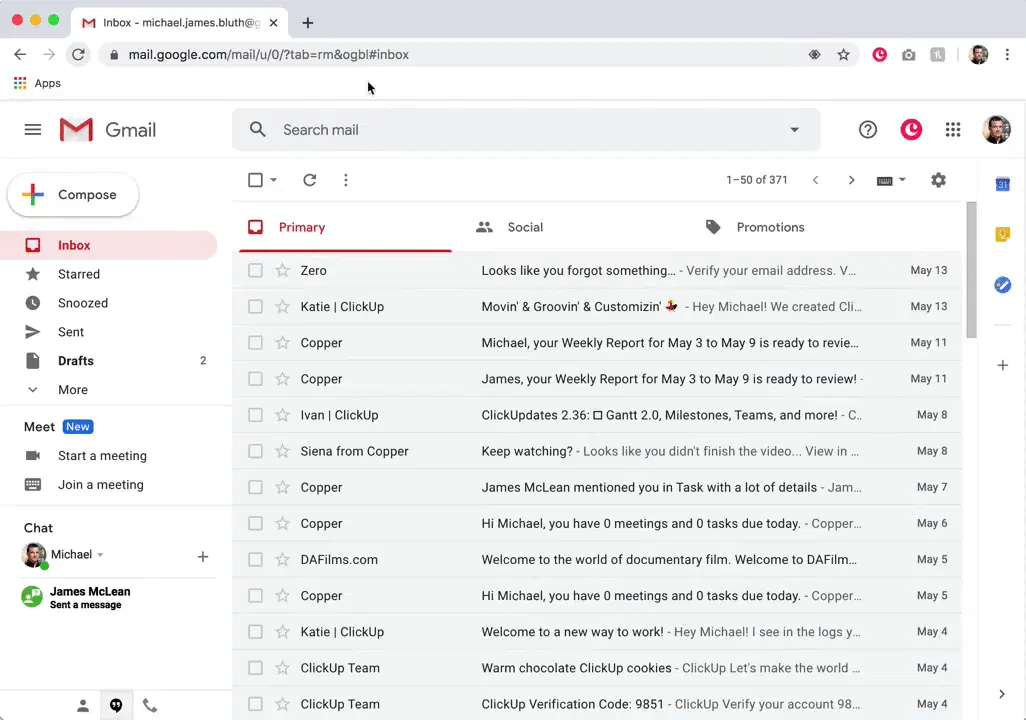 Inbox - michael.james.bluth@g
mail.google.com/mail/u/0/?tab=rm&ogbl#inbox
Apps
Gmail
Search mail
Compose
1–50 of 371
31
Primary
Social
Promotions
Inbox
Starred
Snoozed
Sent
Drafts 2
More
Meet New
Start a meeting
Join a meeting
Chat
Michael
James McLean
Sent a message
Zero Looks like you forgot something… - Verify your email address. V… May 13
Katie | ClickUp Movin' & Groovin' & Customizin' 💃 - Hey Michael! We created Cli… May 13
Copper Michael, your Weekly Report for May 3 to May 9 is ready to revie… May 11
Copper James, your Weekly Report for May 3 to May 9 is ready to review! - May 11
Ivan | ClickUp ClickUpdates 2.36: □ Gantt 2.0, Milestones, Teams, and more! - C… May 8
Siena from Copper Keep watching? - Looks like you didn't finish the video... View in … May 8
Copper James McLean mentioned you in Task with a lot of details - Jam… May 7
Copper Hi Michael, you have 0 meetings and 0 tasks due today. - Copper… May 6
DAFilms.com Welcome to the world of documentary film. Welcome to DAFilm… May 5
Copper Hi Michael, you have 0 meetings and 0 tasks due today. - Copper… May 5
Katie | ClickUp Welcome to a new way to work! - Hey Michael! I see in the logs y… May 4
ClickUp Team Warm chocolate ClickUp cookies - ClickUp Let's make the world … May 4
ClickUp Team ClickUp Verification Code: 9851 - ClickUp Verify your account 98… May 4